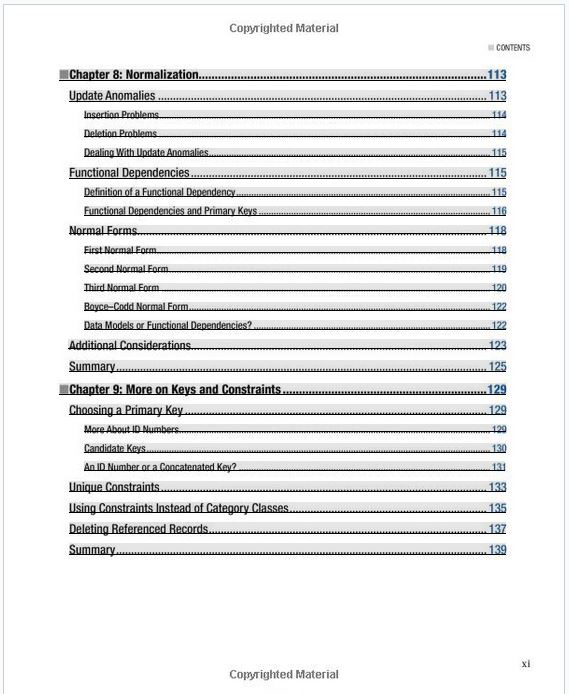 Copyrighted Material
CONTENTS
Chapter 8: Normalization....................113
Update Anomalies....................113
Insertion Problems....................114
Deletion Problems....................114
Dealing With Update Anomalies....................115
Functional Dependencies....................115
Definition of a Functional Dependency....................115
Functional Dependencies and Primary Keys....................116
Normal Forms....................118
First Normal Form....................118
Second Normal Form....................119
Third Normal Form....................120
Boyce–Codd Normal Form....................122
Data Models or Functional Dependencies?....................122
Additional Considerations....................123
Summary....................125
Chapter 9: More on Keys and Constraints....................129
Choosing a Primary Key....................129
More About ID Numbers....................129
Candidate Keys....................130
An ID Number or a Concatenated Key?....................131
Unique Constraints....................133
Using Constraints Instead of Category Classes....................135
Deleting Referenced Records....................137
Summary....................139
xi
Copyrighted Material